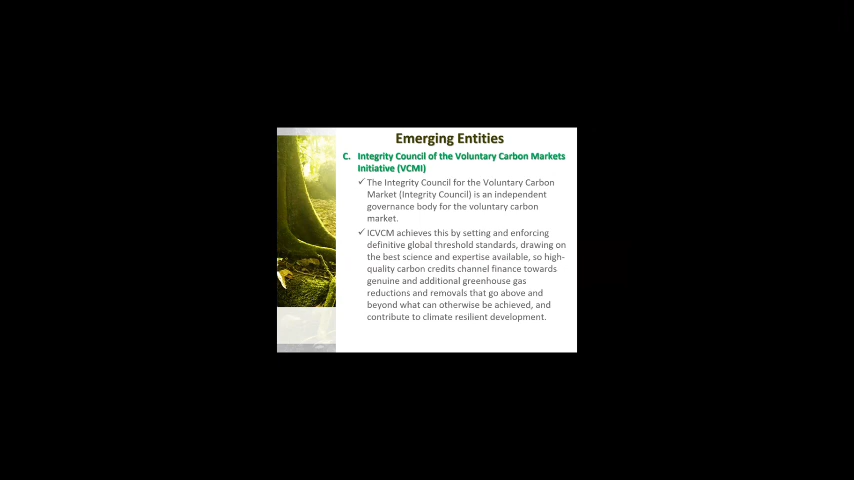 Emerging Entities
C. Integrity Council of the Voluntary Carbon Markets
Initiative (VCMI)
✓ The Integrity Council for the Voluntary Carbon
Market (Integrity Council) is an independent
governance body for the voluntary carbon
market.
✓ ICVCM achieves this by setting and enforcing
definitive global threshold standards, drawing on
the best science and expertise available, so high-
quality carbon credits channel finance towards
genuine and additional greenhouse gas
reductions and removals that go above and
beyond what can otherwise be achieved, and
contribute to climate resilient development.